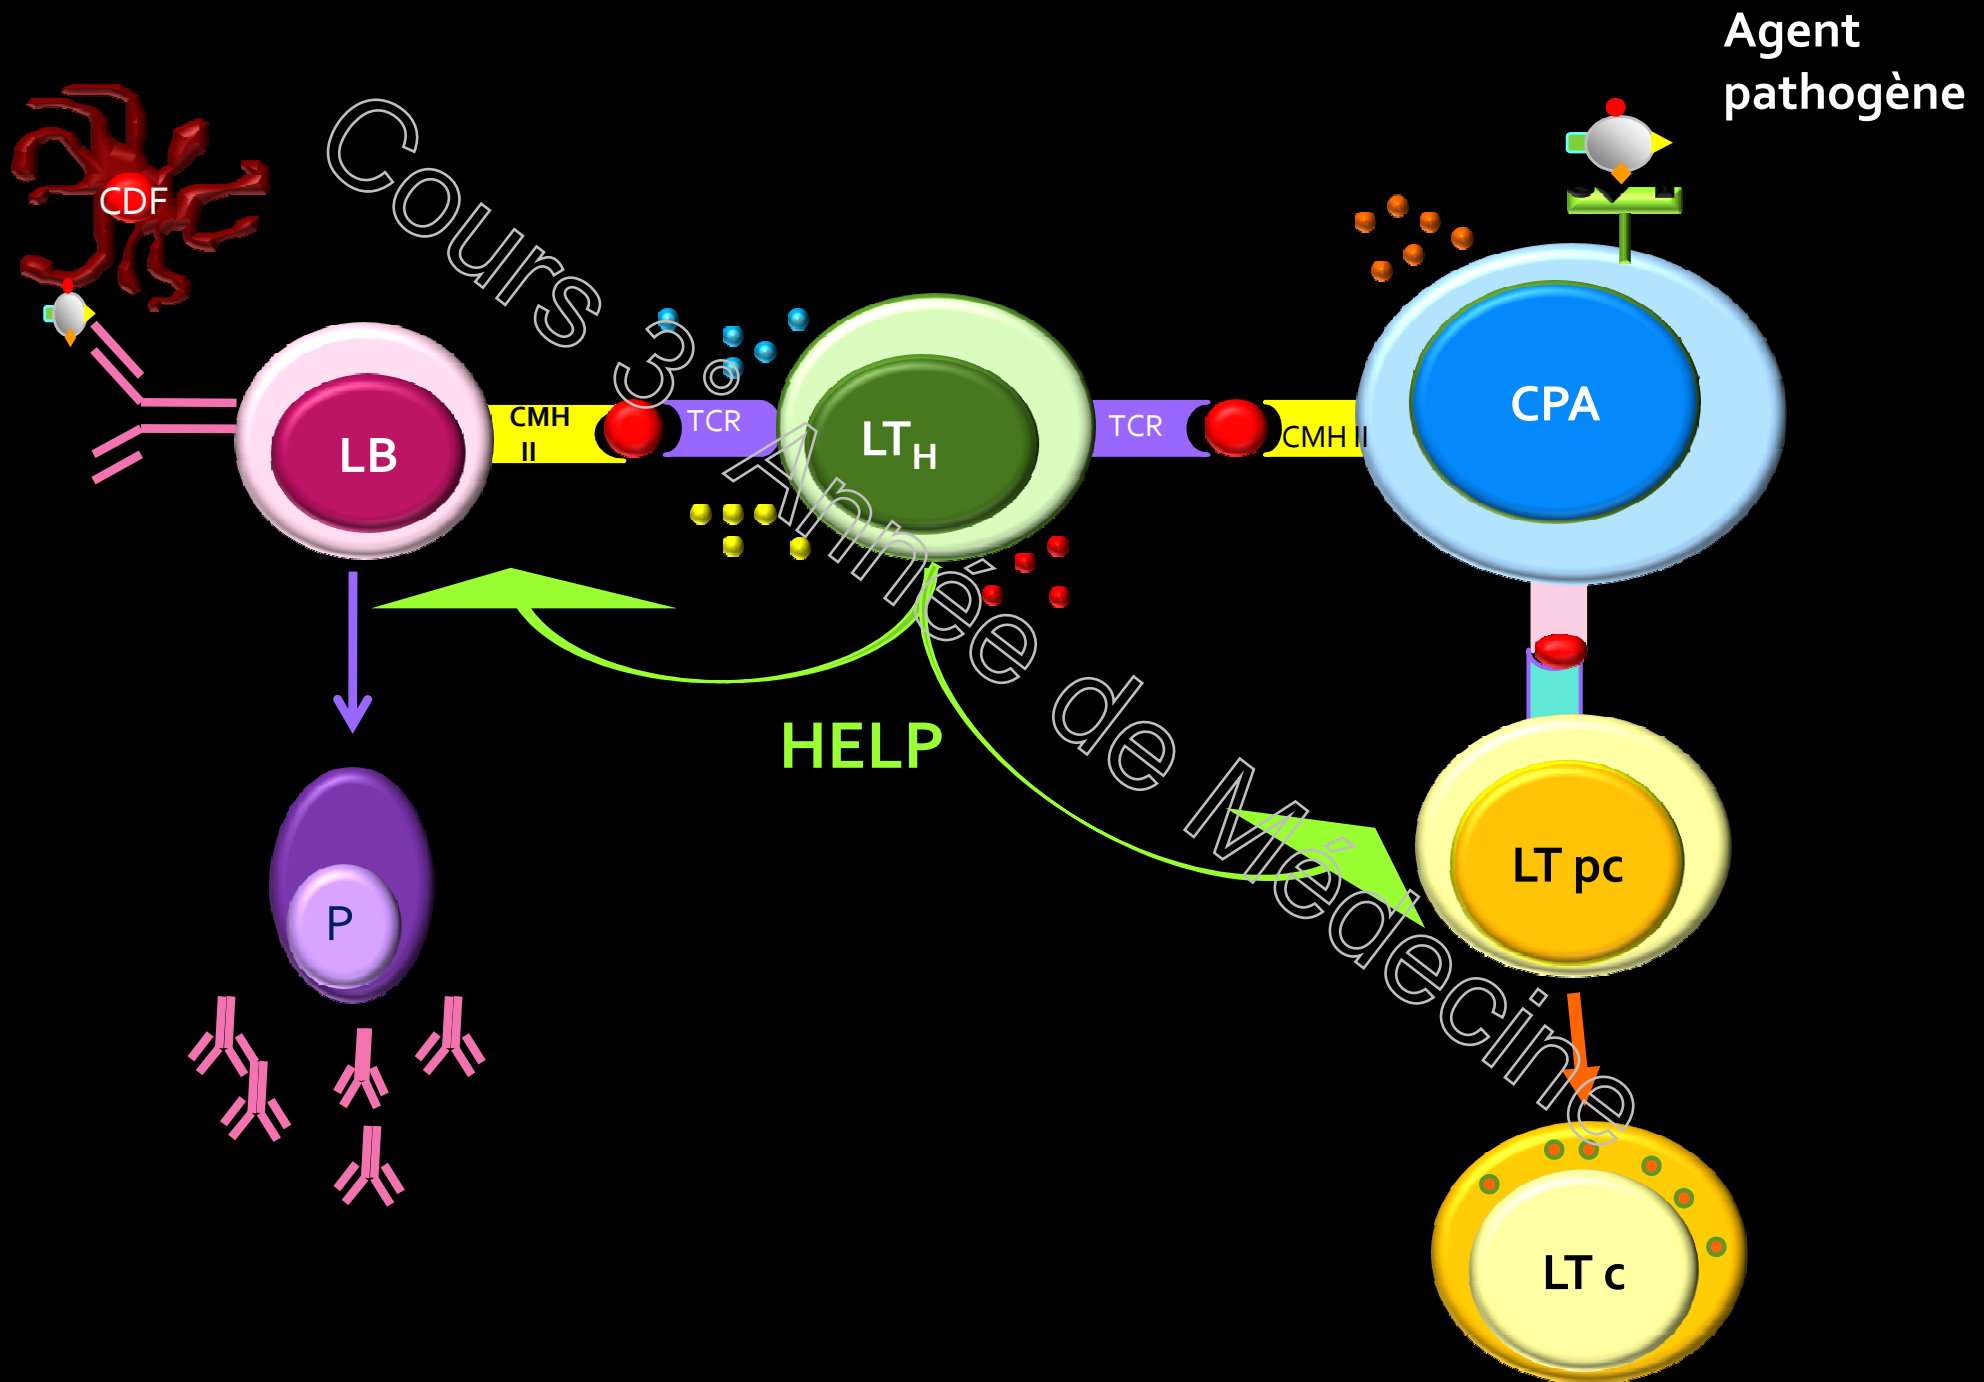 Agent
pathogène
CDF
Cours 3° Année de Médecine
LB
CMH
II
TCR
LTH
TCR
CMH II
CPA
HELP
LT pc
P
LT c